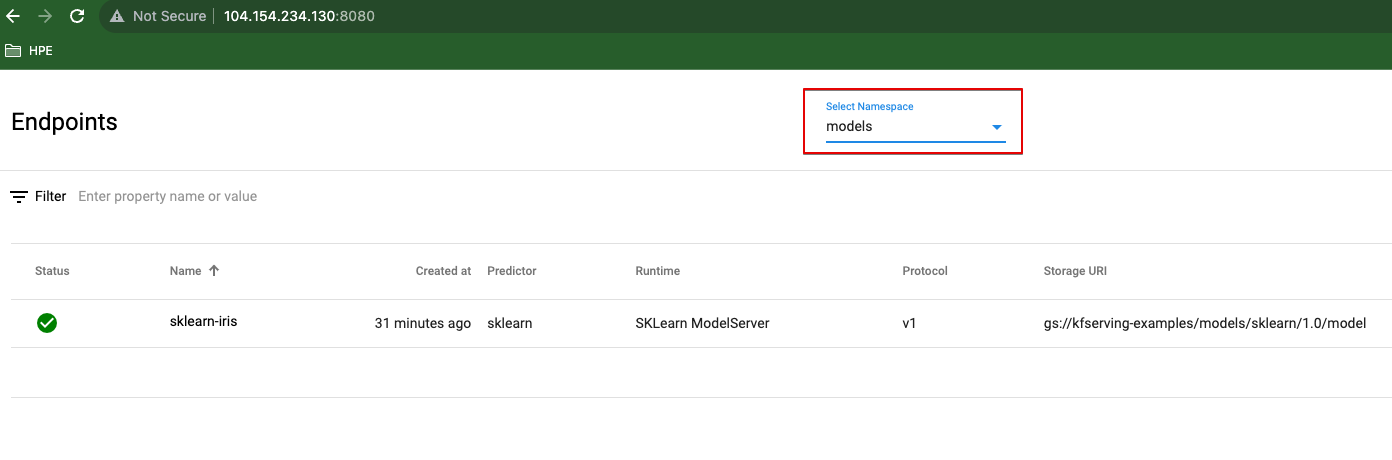 Not Secure 104.154.234.130:8080
HPE
Endpoints
Select Namespace
models
Filter Enter property name or value
Status Name Created at Predictor Runtime Protocol Storage URI
sklearn-iris 31 minutes ago sklearn SKLearn ModelServer v1 gs://kfserving-examples/models/sklearn/1.0/model